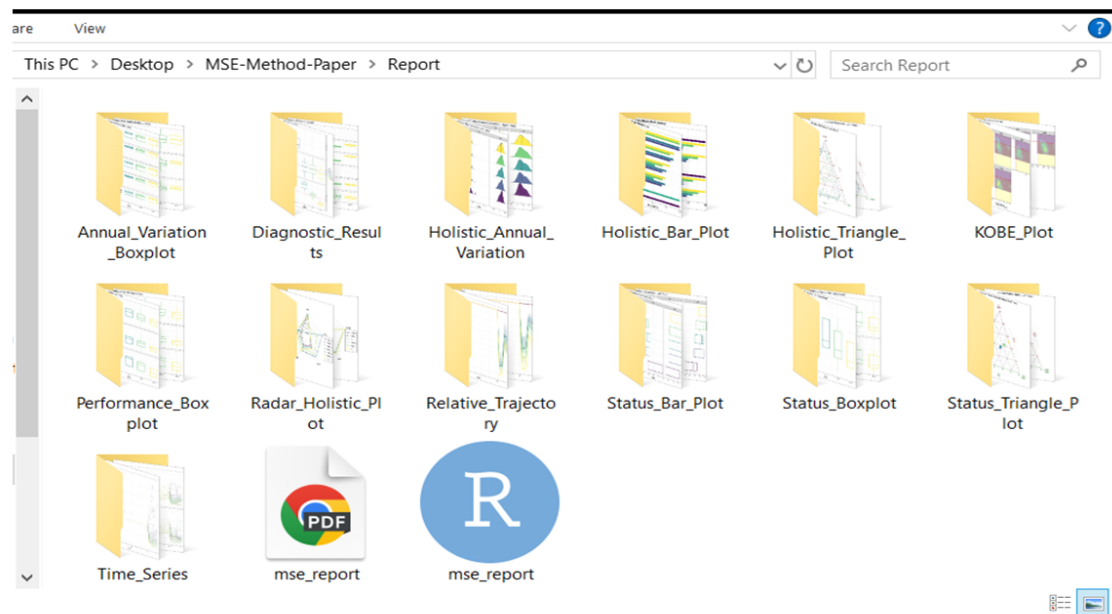 are View
?
This PC > Desktop > MSE-Method-Paper > Report
Search Report
Annual_Variation
_Boxplot
Diagnostic_Resul
ts
Holistic_Annual_
Variation
Holistic_Bar_Plot
Holistic_Triangle_
Plot
KOBE_Plot
Performance_Box
plot
Radar_Holistic_Pl
ot
Relative_Trajecto
ry
Status_Bar_Plot
Status_Boxplot
Status_Triangle_P
lot
Time_Series
PDF
mse_report
R
mse_report